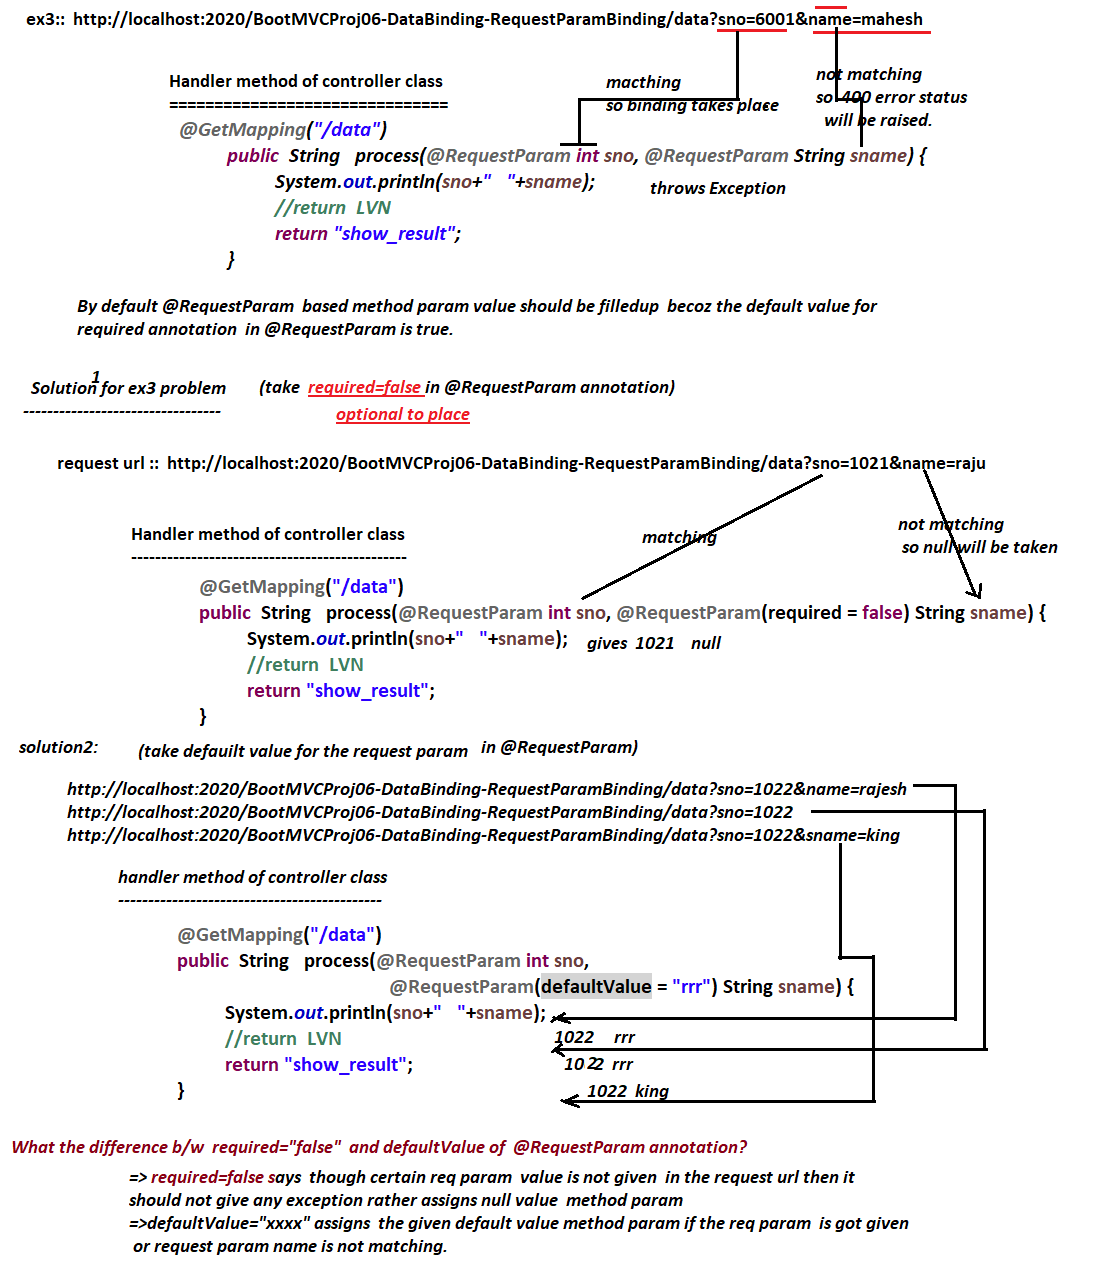 ex3:: http://localhost:2020/BootMVCProj06-DataBinding-RequestParamBinding/data?sno=6001&name=mahesh
Handler method of controller class
===============================
macthing
so binding takes place
not matching
so 400 error status
will be raised.
@GetMapping("/data")
public String process(@RequestParam int sno, @RequestParam String sname) {
System.out.println(sno+" "+sname);
throws Exception
//return LVN
return "show_result";
}
By default @RequestParam based method param value should be filledup becoz the default value for
required annotation in @RequestParam is true.
1
Solution for ex3 problem (take required=false in @RequestParam annotation)
---------------------------------
optional to place
request url :: http://localhost:2020/BootMVCProj06-DataBinding-RequestParamBinding/data?sno=1021&name=raju
Handler method of controller class
----------------------------------------------
matching
not matching
so null will be taken
@GetMapping("/data")
public String process(@RequestParam int sno, @RequestParam(required = false) String sname) {
System.out.println(sno+" "+sname); gives 1021 null
//return LVN
return "show_result";
}
solution2: (take defauilt value for the request param in @RequestParam)
http://localhost:2020/BootMVCProj06-DataBinding-RequestParamBinding/data?sno=1022&name=rajesh
http://localhost:2020/BootMVCProj06-DataBinding-RequestParamBinding/data?sno=1022
http://localhost:2020/BootMVCProj06-DataBinding-RequestParamBinding/data?sno=1022&sname=king
handler method of controller class
--------------------------------------------
@GetMapping("/data")
public String process(@RequestParam int sno,
@RequestParam(defaultValue = "rrr") String sname) {
System.out.println(sno+" "+sname);
//return LVN
1022 rrr
return "show_result";
1022 rrr
}
1022 king
What the difference b/w required="false" and defaultValue of @RequestParam annotation?
=> required=false says though certain req param value is not given in the request url then it
should not give any exception rather assigns null value method param
=>defaultValue="xxxx" assigns the given default value method param if the req param is got given
or request param name is not matching.